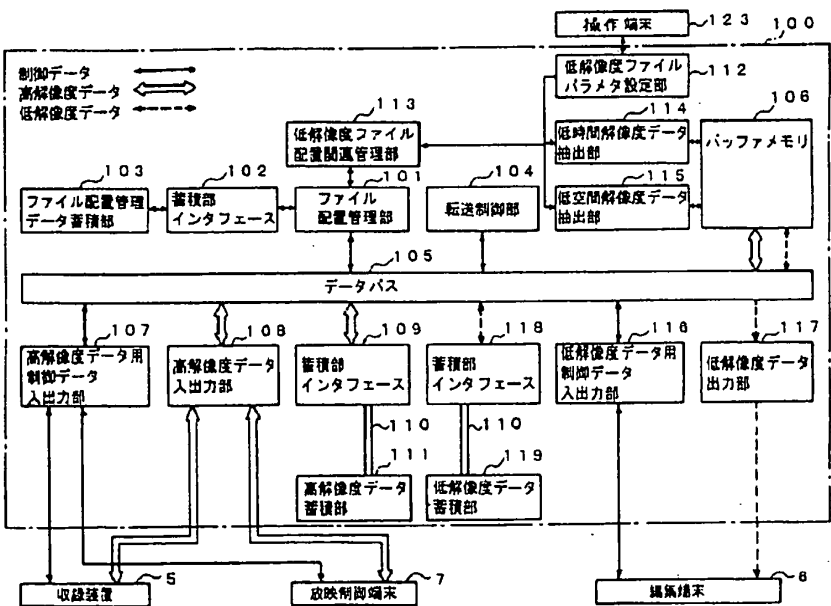 操作端末
123
100
制御データ
高解像度データ
低解像度データ
低解像度ファイル
パラメタ設定部
112
113
低解像度ファイル
配置関連管理部
114
低時間解像度データ
抽出部
106
バッファメモリ
103
ファイル配置管理
データ蓄積部
102
蓄積部
インタフェース
101
ファイル
配置管理部
104
転送制御部
115
低空間解像度データ
抽出部
105
データバス
107
高解像度データ用
制御データ
入出力部
108
高解像度データ
入出力部
109
蓄積部
インタフェース
118
蓄積部
インタフェース
116
低解像度データ用
制御データ
入出力部
117
低解像度データ
出力部
110
110
111
高解像度データ
蓄積部
119
低解像度データ
蓄積部
5
収録装置
7
放映制御端末
6
編集端末